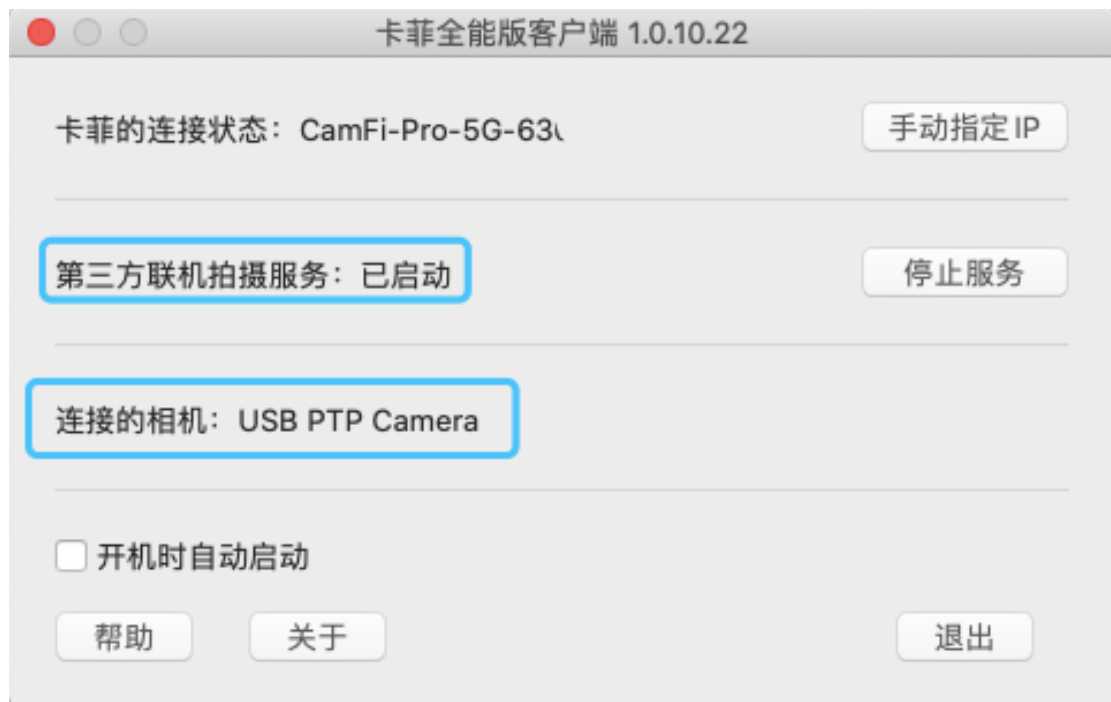 卡菲全能版客户端 1.0.10.22
卡菲的连接状态：CamFi-Pro-5G-63
手动指定IP
第三方联机拍摄服务：已启动
停止服务
连接的相机：USB PTP Camera
开机时自动启动
帮助
关于
退出